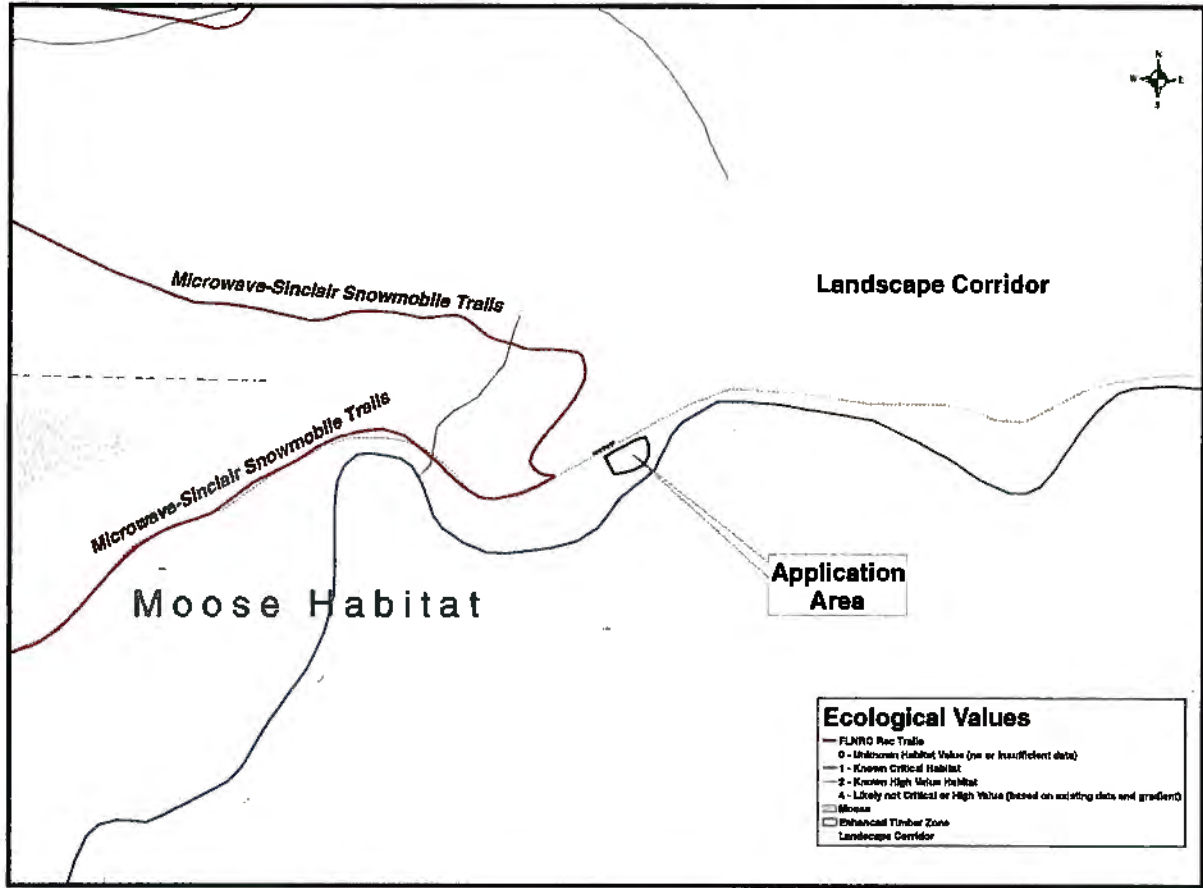 N
W E
S
Microwave-Sinclair Snowmobile Trails
Landscape Corridor
Microwave-Sinclair Snowmobile Trails
Application
Area
Moose Habitat
Ecological Values
FLNRO Rec Trails
0 - Unknown Habitat Value (no or insufficient data)
1 - Known Critical Habitat
2 - Known High Value Habitat
4 - Likely not Critical or High Value (based on existing data and gradient)
Moose
Enhanced Timber Zone
Landscape Corridor